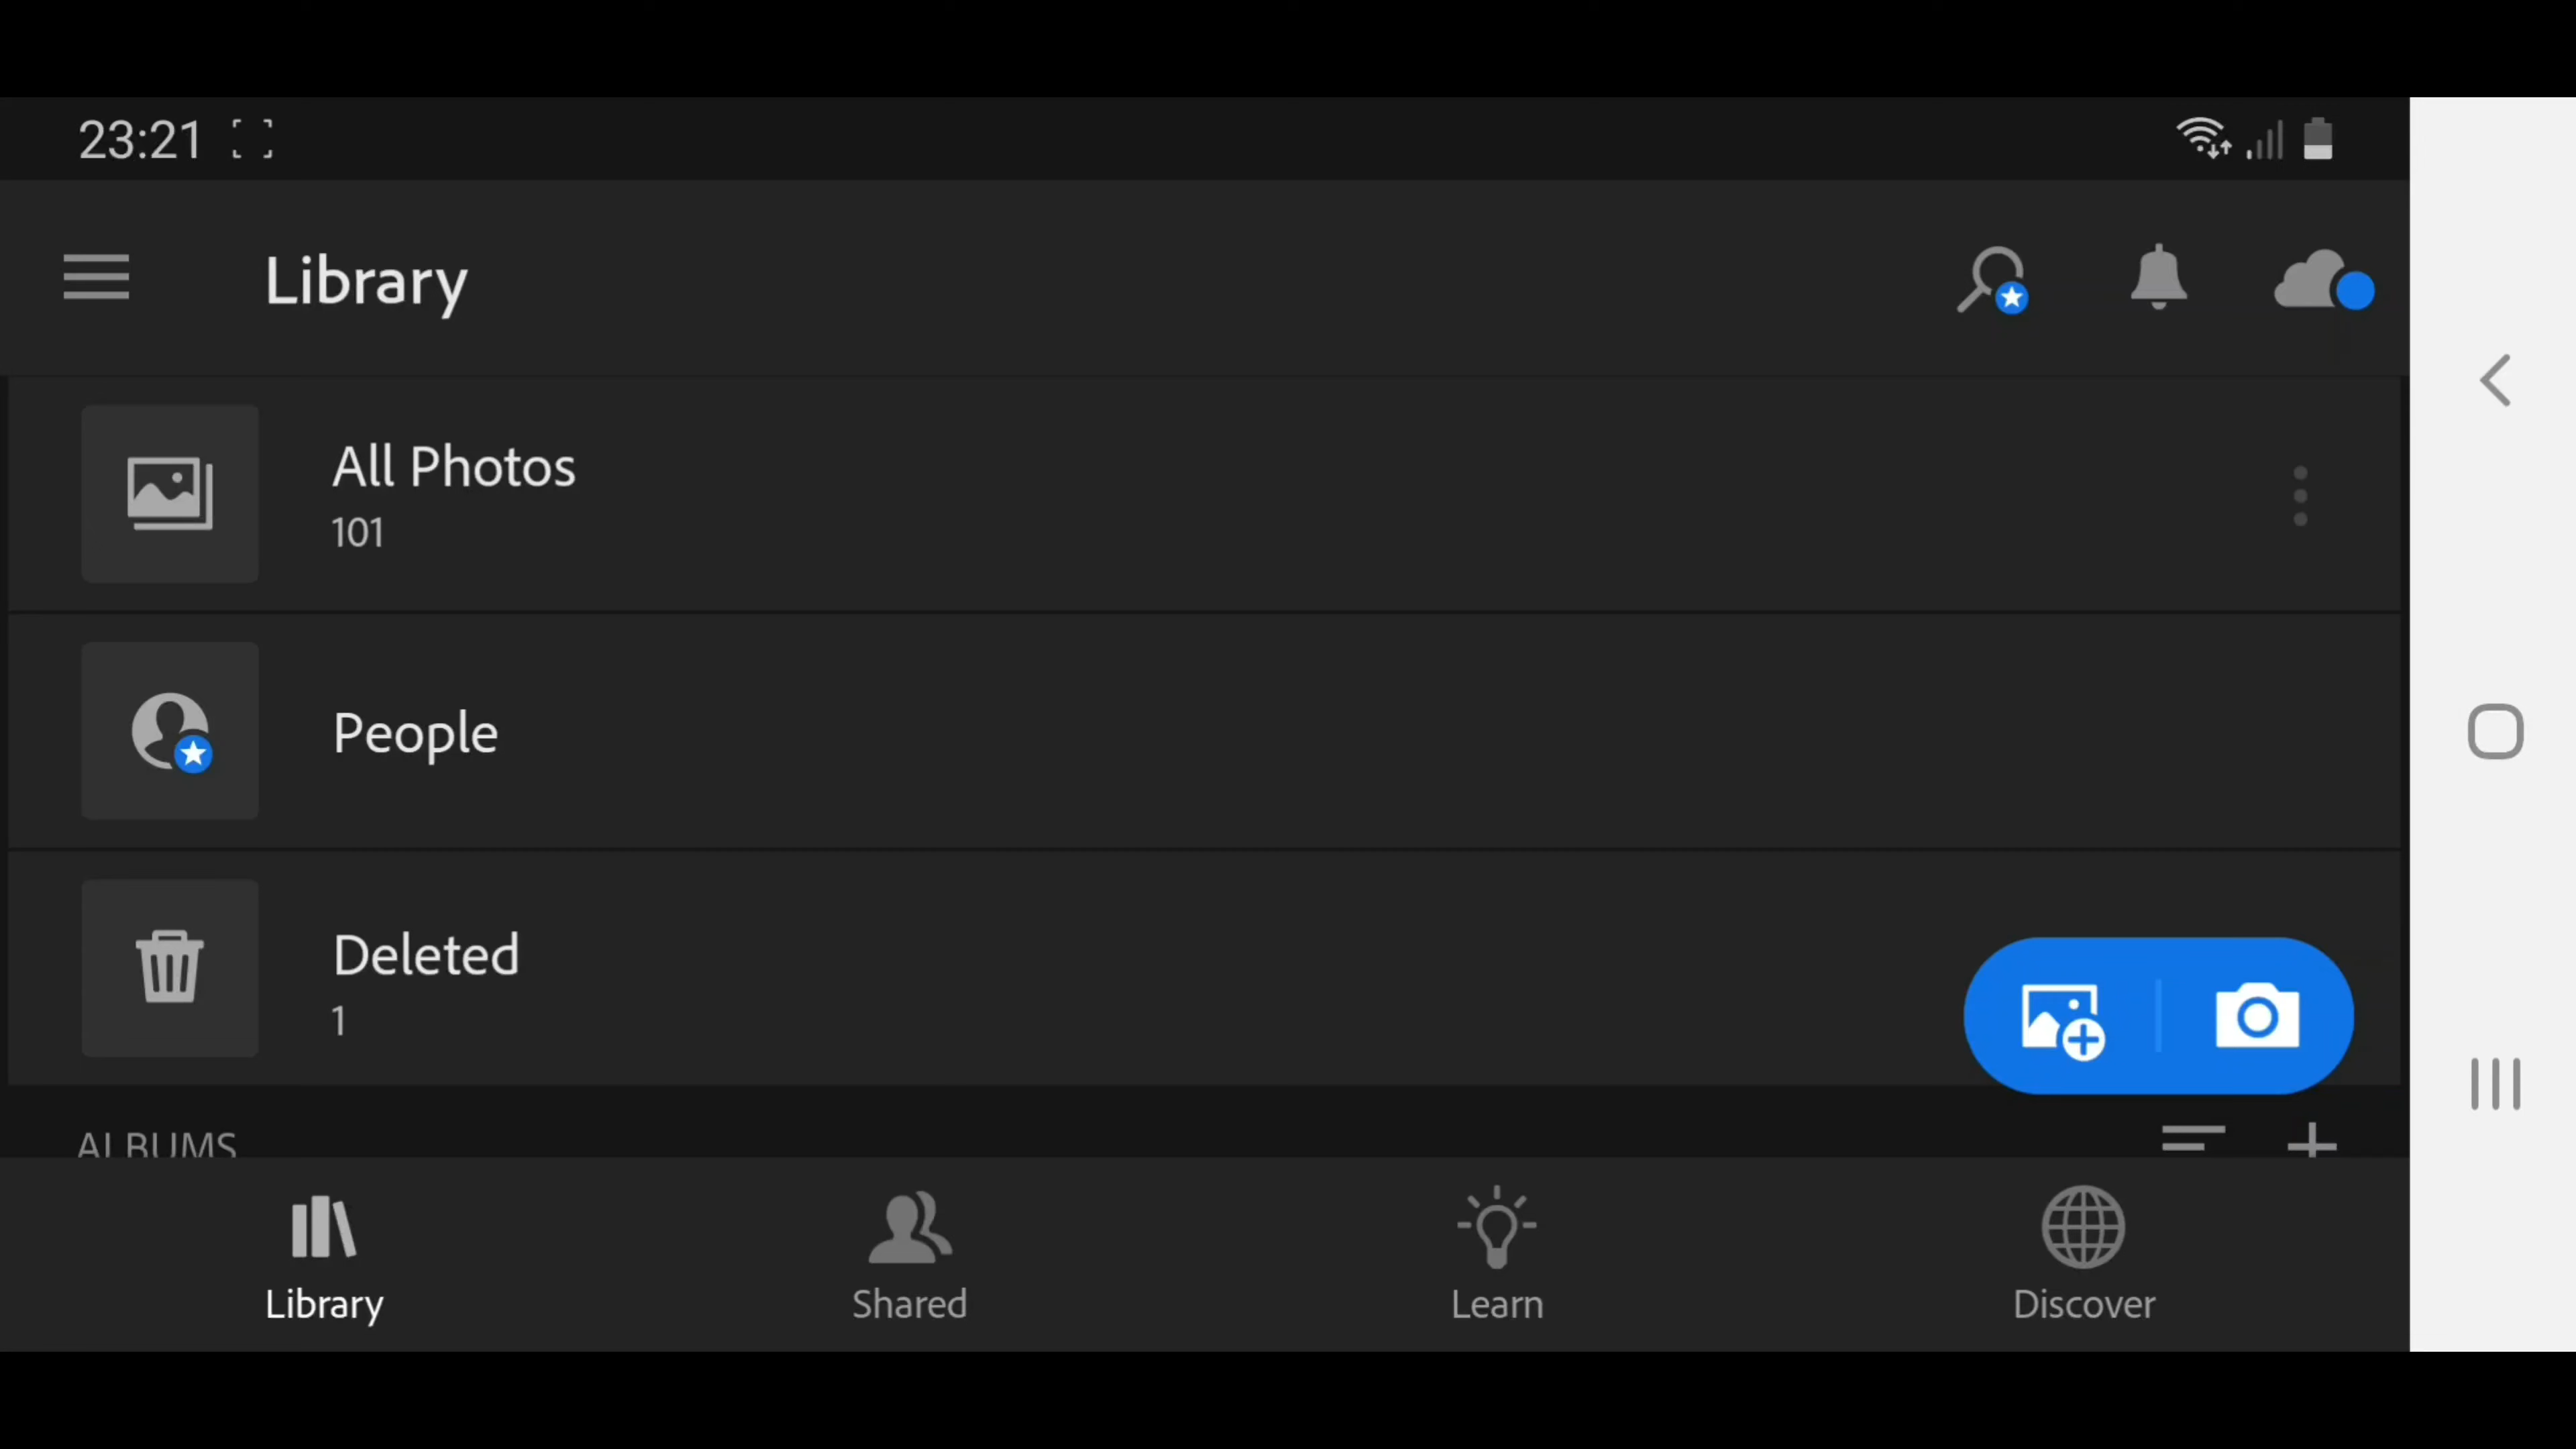 23:21
Library
All Photos
101
People
Deleted
1
ALBUMS
Library
Shared
Learn
Discover